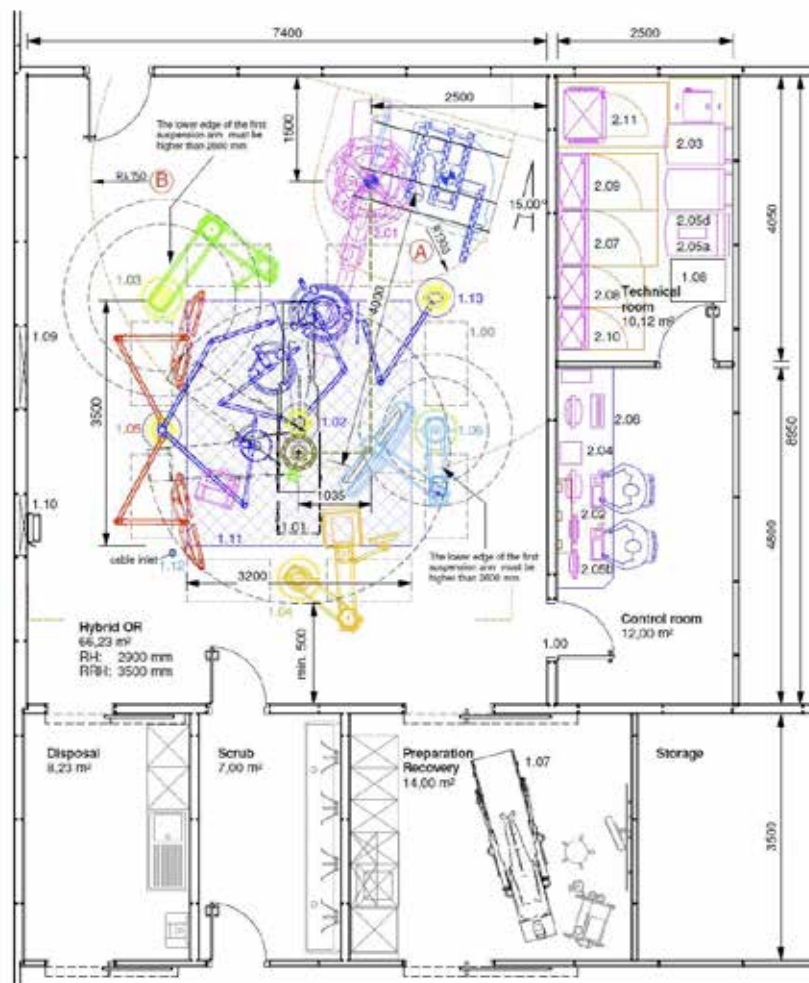 7400
2500
2500
1500
The lower edge of the first
suspension arm must be
higher than 2600 mm
B
2.11
2.03
15,00°
2.01
A
2.09
2.07
2.05d
2.05a
4050
1.03
1.13
4000
2.08
1.08
Technical
room
10,12 m²
2.10
1.09
1.00
3500
1.05
1.02
1.06
2.06
8950
2.04
1035
1.10
1.11
1.01
2.02
4800
cable inlet
1.12
The lower edge of the first
suspension arm must be
higher than 2600 mm
2.05b
3200
1.04
Hybrid OR
66,23 m²
RH: 2900 mm
RRH: 3500 mm
min. 500
Control room
12,00 m²
1.00
Disposal
8,23 m²
Scrub
7,00 m²
Preparation
Recovery
14,00 m²
1.07
Storage
3500